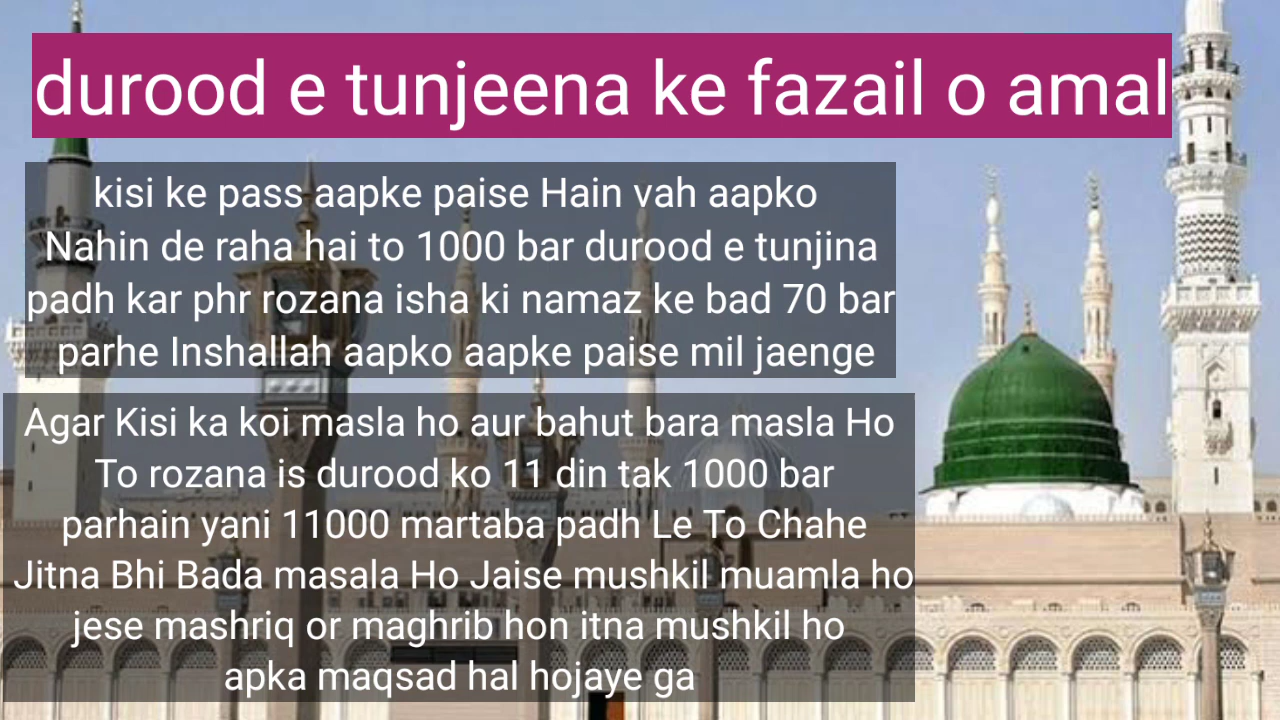 durood e tunjeena ke fazail o amal
kisi ke pass aapke paise Hain vah aapko
Nahin de raha hai to 1000 bar durood e tunjina
padh kar phr rozana isha ki namaz ke bad 70 bar
parhe Inshallah aapko aapke paise mil jaenge
Agar Kisi ka koi masla ho aur bahut bara masla Ho
To rozana is durood ko 11 din tak 1000 bar
parhain yani 11000 martaba padh Le To Chahe
Jitna Bhi Bada masala Ho Jaise mushkil muamla ho
jese mashriq or maghrib hon itna mushkil ho
apka maqsad hal hojaye ga